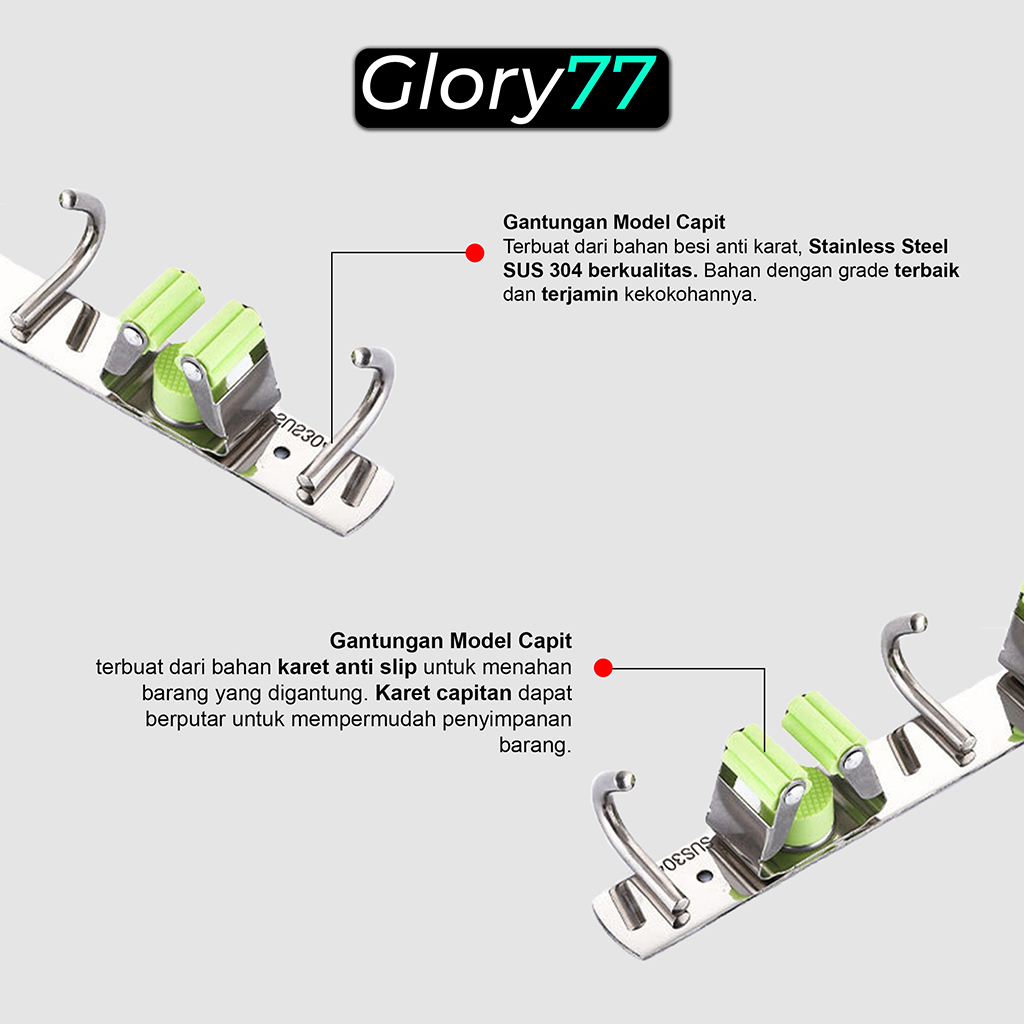 Glory77
Gantungan Model Capit
Terbuat dari bahan besi anti karat, Stainless Steel
SUS 304 berkualitas. Bahan dengan grade terbaik
dan terjamin kekokohannya.
SUS304
Gantungan Model Capit
terbuat dari bahan karet anti slip untuk menahan
barang yang digantung. Karet capitan dapat
berputar untuk mempermudah penyimpanan
barang.
SUS304